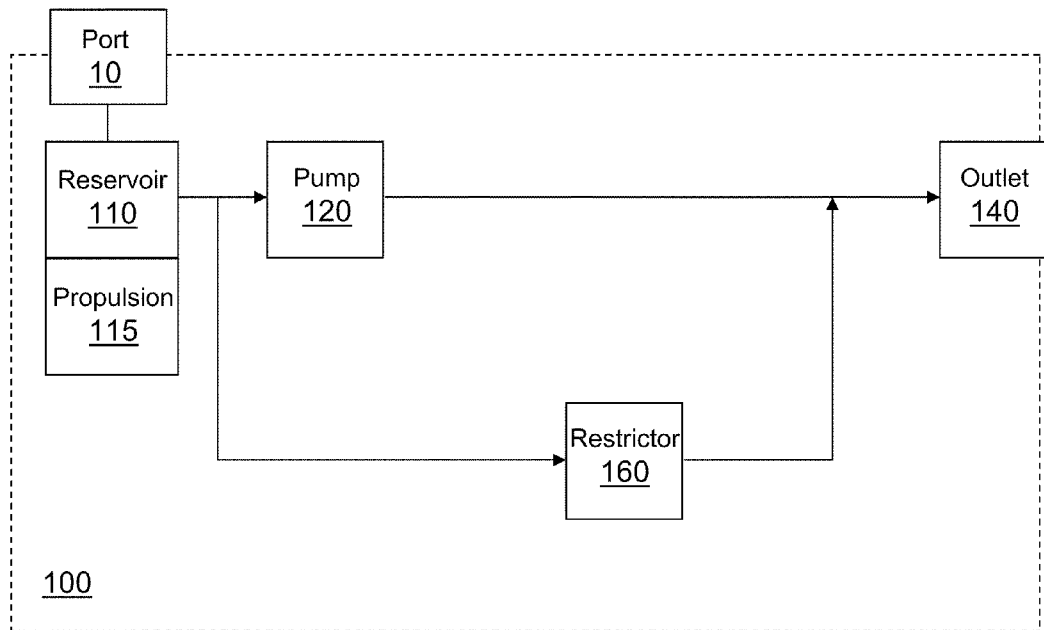 Port
10
Reservoir
110
Pump
120
Outlet
140
Propulsion
115
Restrictor
160
100